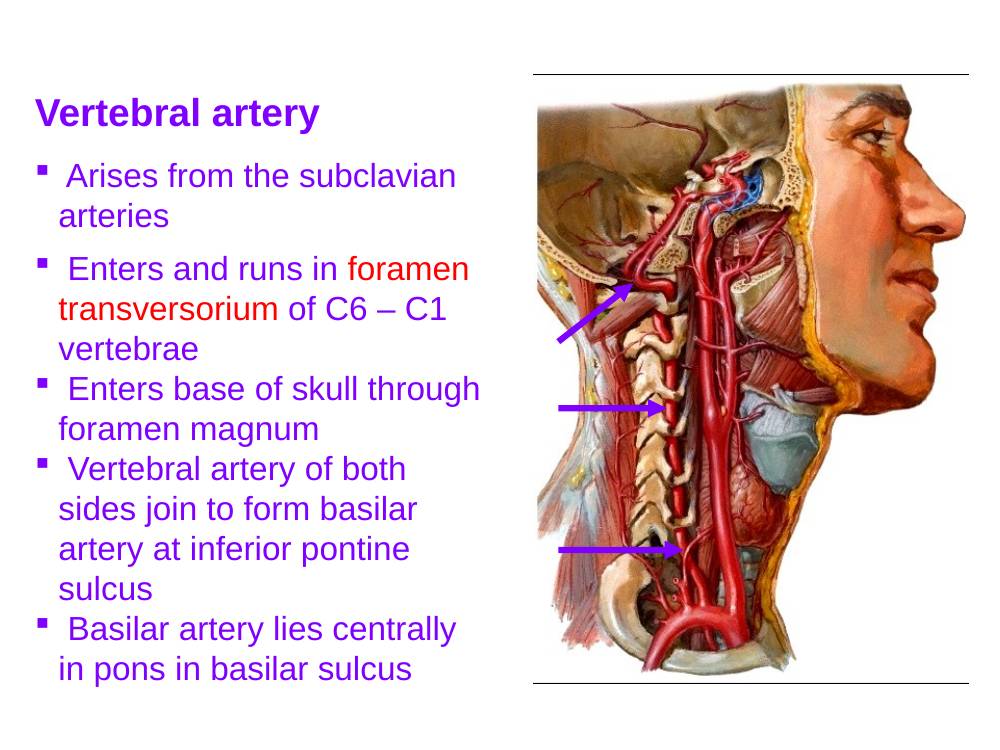 Vertebral artery
▪ Arises from the subclavian
arteries
▪ Enters and runs in foramen
transversorium of C6 – C1
vertebrae
▪ Enters base of skull through
foramen magnum
▪ Vertebral artery of both
sides join to form basilar
artery at inferior pontine
sulcus
▪ Basilar artery lies centrally
in pons in basilar sulcus